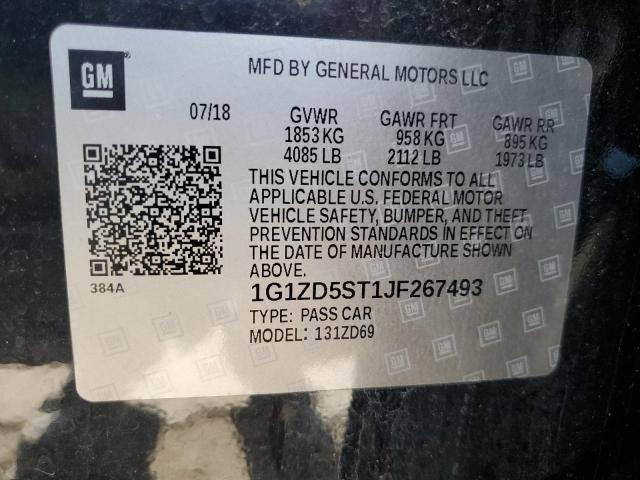 GM
MFD BY GENERAL MOTORS LLC
07/18 GVWR GAWR FRT GAWR RR
1853 KG 958 KG 895 KG
4085 LB 2112 LB 1973 LB
THIS VEHICLE CONFORMS TO ALL
APPLICABLE U.S. FEDERAL MOTOR
VEHICLE SAFETY, BUMPER, AND THEFT
PREVENTION STANDARDS IN EFFECT ON
THE DATE OF MANUFACTURE SHOWN
ABOVE.
384A
1G1ZD5ST1JF267493
TYPE: PASS CAR
MODEL: 131ZD69